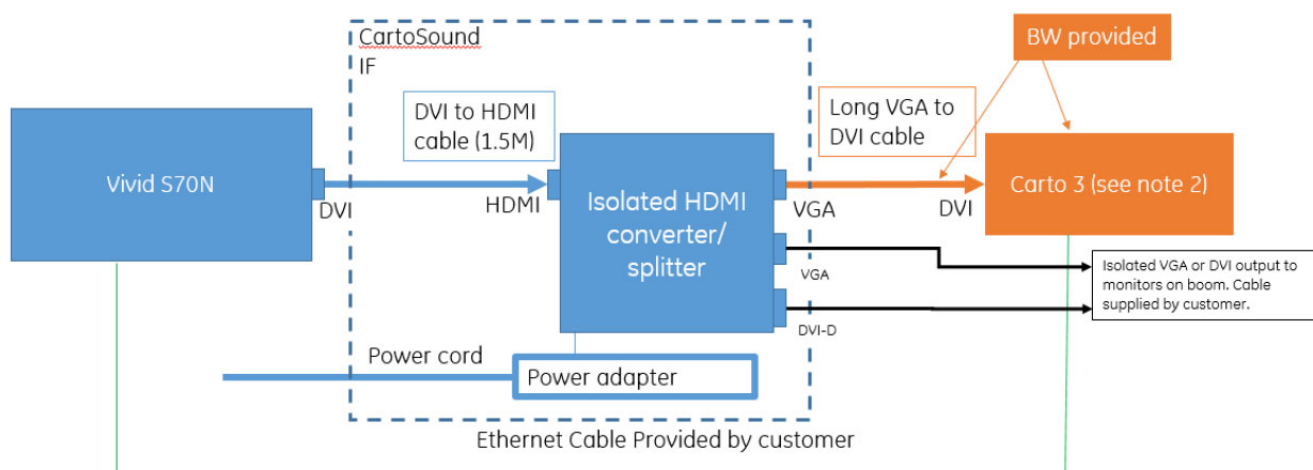 CartoSound
IF
BW provided
DVI to HDMI
cable (1.5M)
Long VGA to
DVI cable
Vivid S70N
DVI
HDMI
Isolated HDMI
converter/
splitter
VGA
DVI
Carto 3 (see note 2)
VGA
Isolated VGA or DVI output to
monitors on boom. Cable
supplied by customer.
DVI-D
Power cord
Power adapter
Ethernet Cable Provided by customer